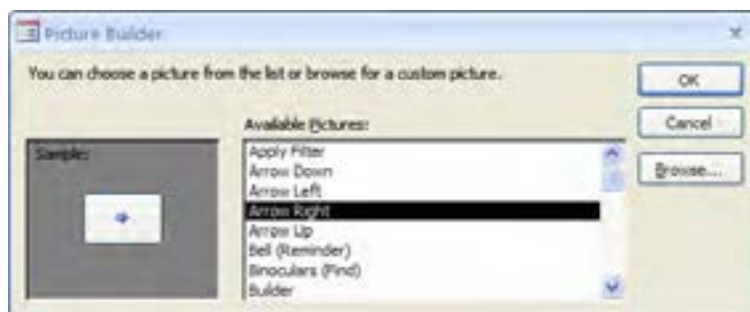 Picture Builder
You can choose a picture from the list or browse for a custom picture.
OK
Cancel
Browse...
Sample:
Available Pictures:
Apply Filter
Arrow Down
Arrow Left
Arrow Right
Arrow Up
Bell (Reminder)
Binoculars (Find)
Builder